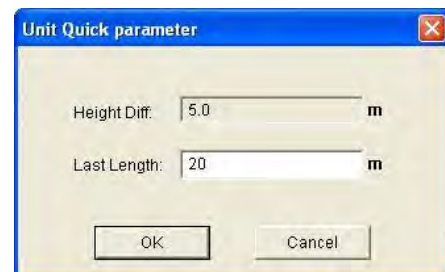 Unit Quick parameter
Height Diff: 5.0 m
Last Length: 20 m
OK Cancel